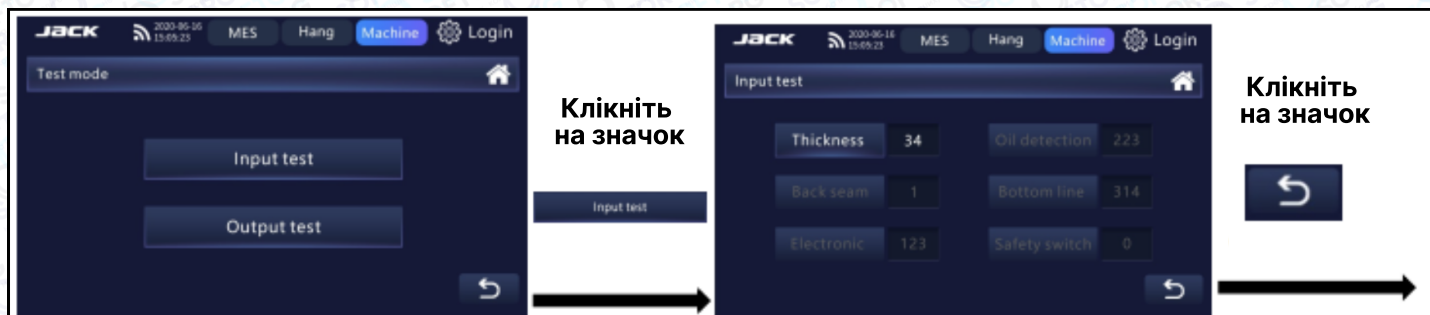 JACK 2020-06-16 15:05:23 MES Hang Machine Login
Test mode
Input test
Output test
Клікніть
на значок
Input test
JACK 2020-06-16 15:05:23 MES Hang Machine Login
Input test
Thickness 34 Oil detection 223
Back seam 1 Bottom line 314
Electronic 123 Safety switch 0
Клікніть
на значок